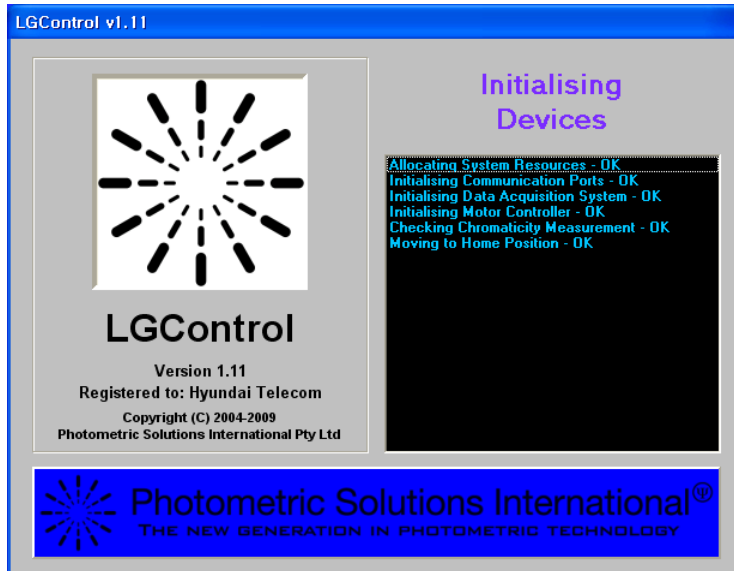 LGControl v1.11
LGControl
Version 1.11
Registered to: Hyundai Telecom
Copyright (C) 2004-2009
Photometric Solutions International Pty Ltd
Initialising
Devices
Allocating System Resources - OK
Initialising Communication Ports - OK
Initialising Data Acquisition System - OK
Initialising Motor Controller - OK
Checking Chromaticity Measurement - OK
Moving to Home Position - OK
Photometric Solutions International
THE NEW GENERATION IN PHOTOMETRIC TECHNOLOGY